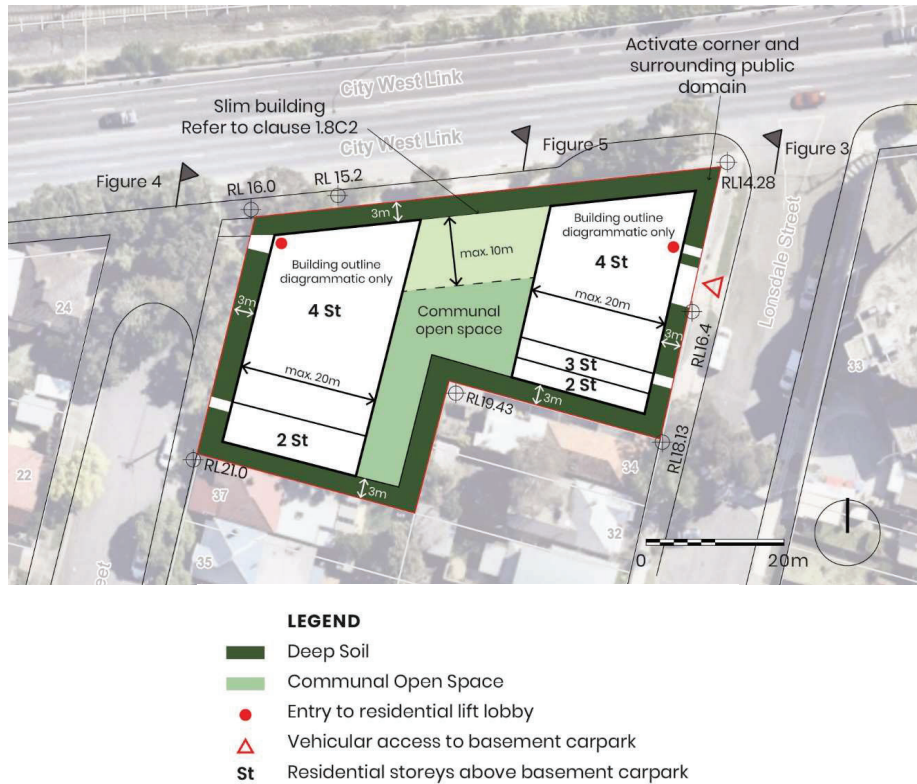 Activate corner and
surrounding public
domain
City West Link
Slim building
Refer to clause 1.8C2
City West Link
Figure 5
Figure 3
Figure 4
RL 15.2
RL 16.0
RL14.28
3m
Building outline
diagrammatic only
4 St
max. 10m
Building outline
diagrammatic only
4 St
Communal
open space
max. 20m
3m
Lonsdale Street
24
3m
RL16.4
33
max. 20m
3 St
2 St
3m
RL19.43
2 St
RL18.13
RL21.0
34
22
37
3m
35
32
0
20m
LEGEND
Deep Soil
Communal Open Space
Entry to residential lift lobby
Vehicular access to basement carpark
St Residential storeys above basement carpark